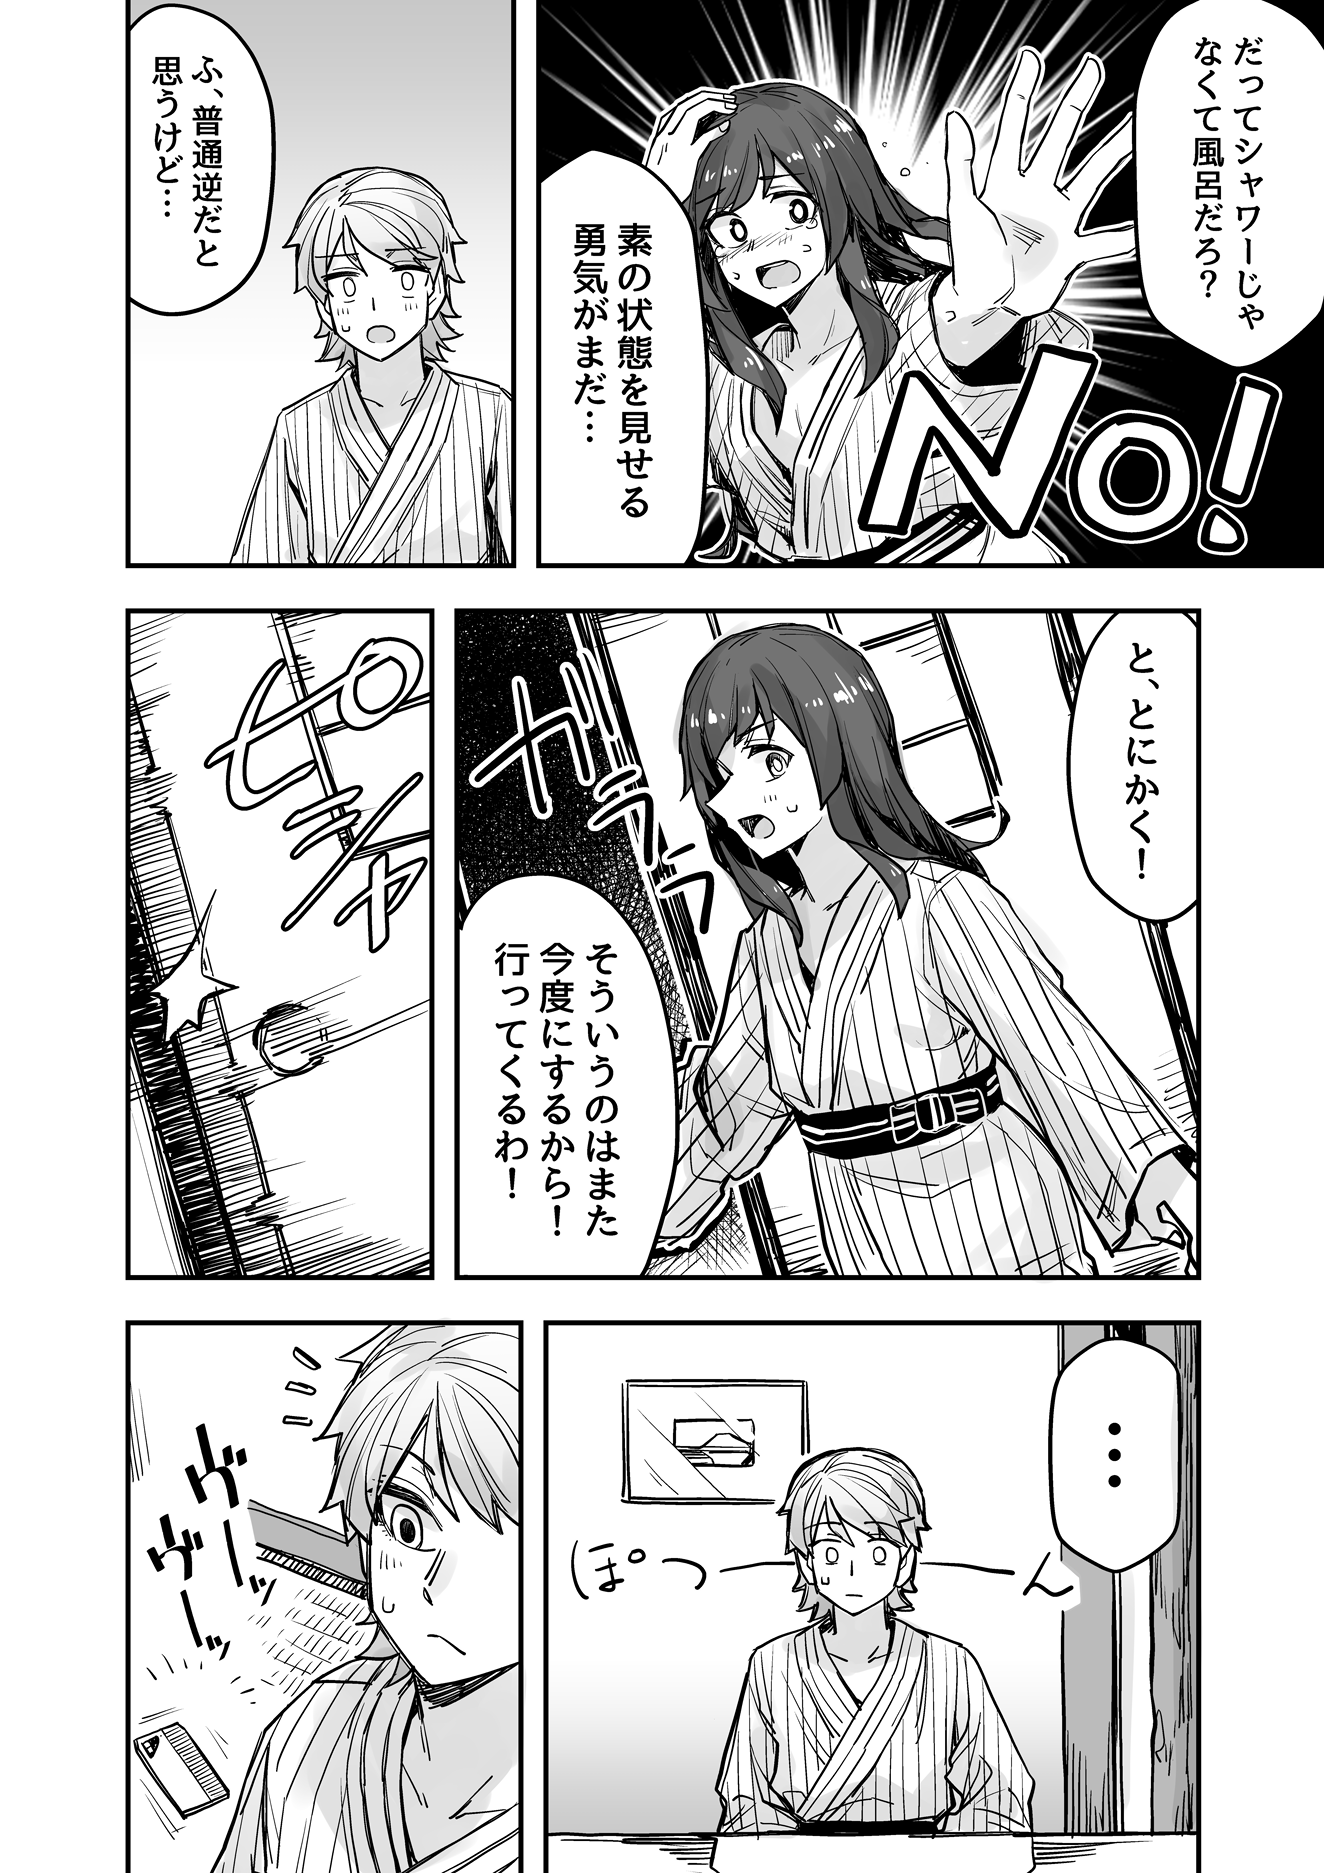 だってシャワーじゃ
なくて風呂だろ?
No!
素の状態を見せる
勇気がまだ…
ふ、普通逆だと
思うけど…
と、とにかく!
ガララ
そういうのはまた
今度にするから!
行ってくるわ!
ピシャ
…
ぽつーん
ヴーッ
ヴーッ